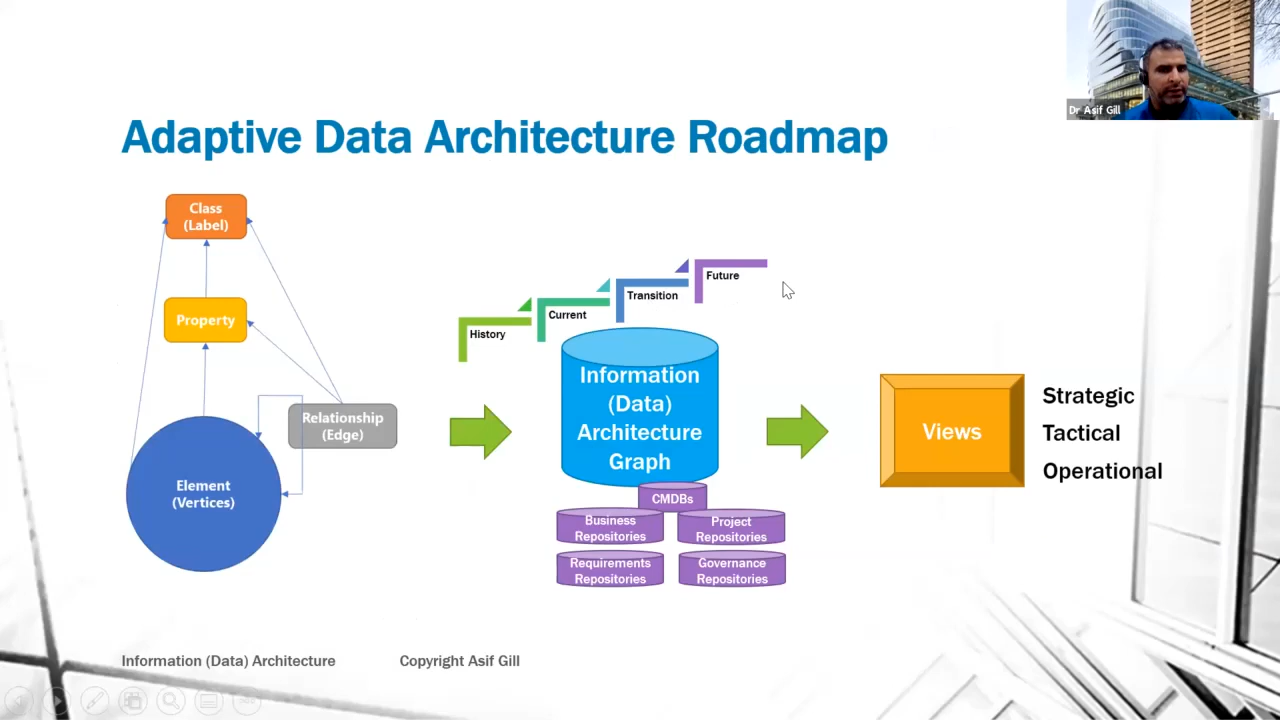 Dr Asif Gill
Adaptive Data Architecture Roadmap
Class
(Label)
Property
Relationship
(Edge)
Element
(Vertices)
History
Current
Transition
Future
Information
(Data)
Architecture
Graph
CMDBs
Business
Repositories
Project
Repositories
Requirements
Repositories
Governance
Repositories
Views
Strategic
Tactical
Operational
Information (Data) Architecture
Copyright Asif Gill